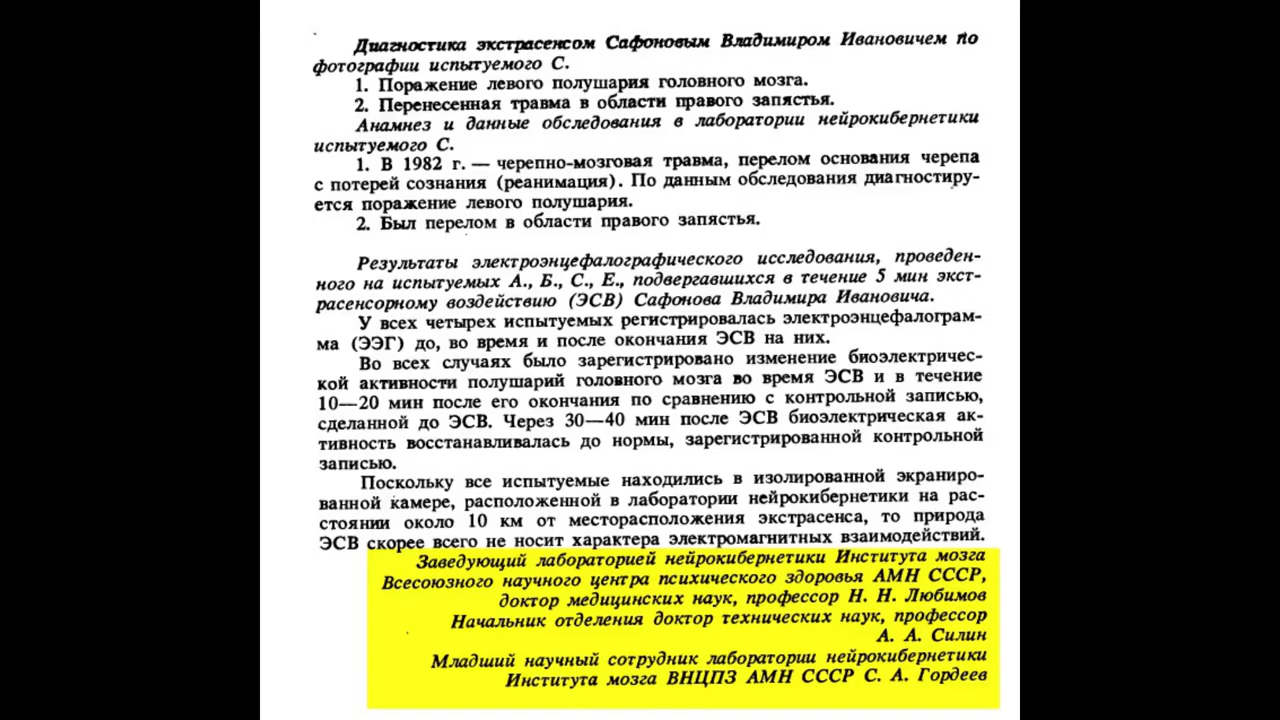 Диагностика экстрасенсом Сафоновым Владимиром Ивановичем по
фотографии испытуемого С.
1. Поражение левого полушария головного мозга.
2. Перенесенная травма в области правого запястья.
Анамнез и данные обследования в лаборатории нейрокибернетики
испытуемого С.
1. В 1982 г. — черепно-мозговая травма, перелом основания черепа
с потерей сознания (реанимация). По данным обследования диагностиру-
ется поражение левого полушария.
2. Был перелом в области правого запястья.
Результаты электроэнцефалографического исследования, проведен-
ного на испытуемых А., Б., С., Е., подвергавшихся в течение 5 мин экст-
расенсорному воздействию (ЭСВ) Сафонова Владимира Ивановича.
У всех четырех испытуемых регистрировалась электроэнцефалограм-
ма (ЭЭГ) до, во время и после окончания ЭСВ на них.
Во всех случаях было зарегистрировано изменение биоэлектричес-
кой активности полушарий головного мозга во время ЭСВ и в течение
10—20 мин после его окончания по сравнению с контрольной записью,
сделанной до ЭСВ. Через 30—40 мин после ЭСВ биоэлектрическая ак-
тивность восстанавливалась до нормы, зарегистрированной контрольной
записью.
Поскольку все испытуемые находились в изолированной экраниро-
ванной камере, расположенной в лаборатории нейрокибернетики на рас-
стоянии около 10 км от месторасположения экстрасенса, то природа
ЭСВ скорее всего не носит характера электромагнитных взаимодействий.
Заведующий лабораторией нейрокибернетики Института мозга
Всесоюзного научного центра психического здоровья АМН СССР,
доктор медицинских наук, профессор Н. Н. Любимов
Начальник отделения доктор технических наук, профессор
А. А. Силин
Младший научный сотрудник лаборатории нейрокибернетики
Института мозга ВНЦПЗ АМН СССР С. А. Гордеев